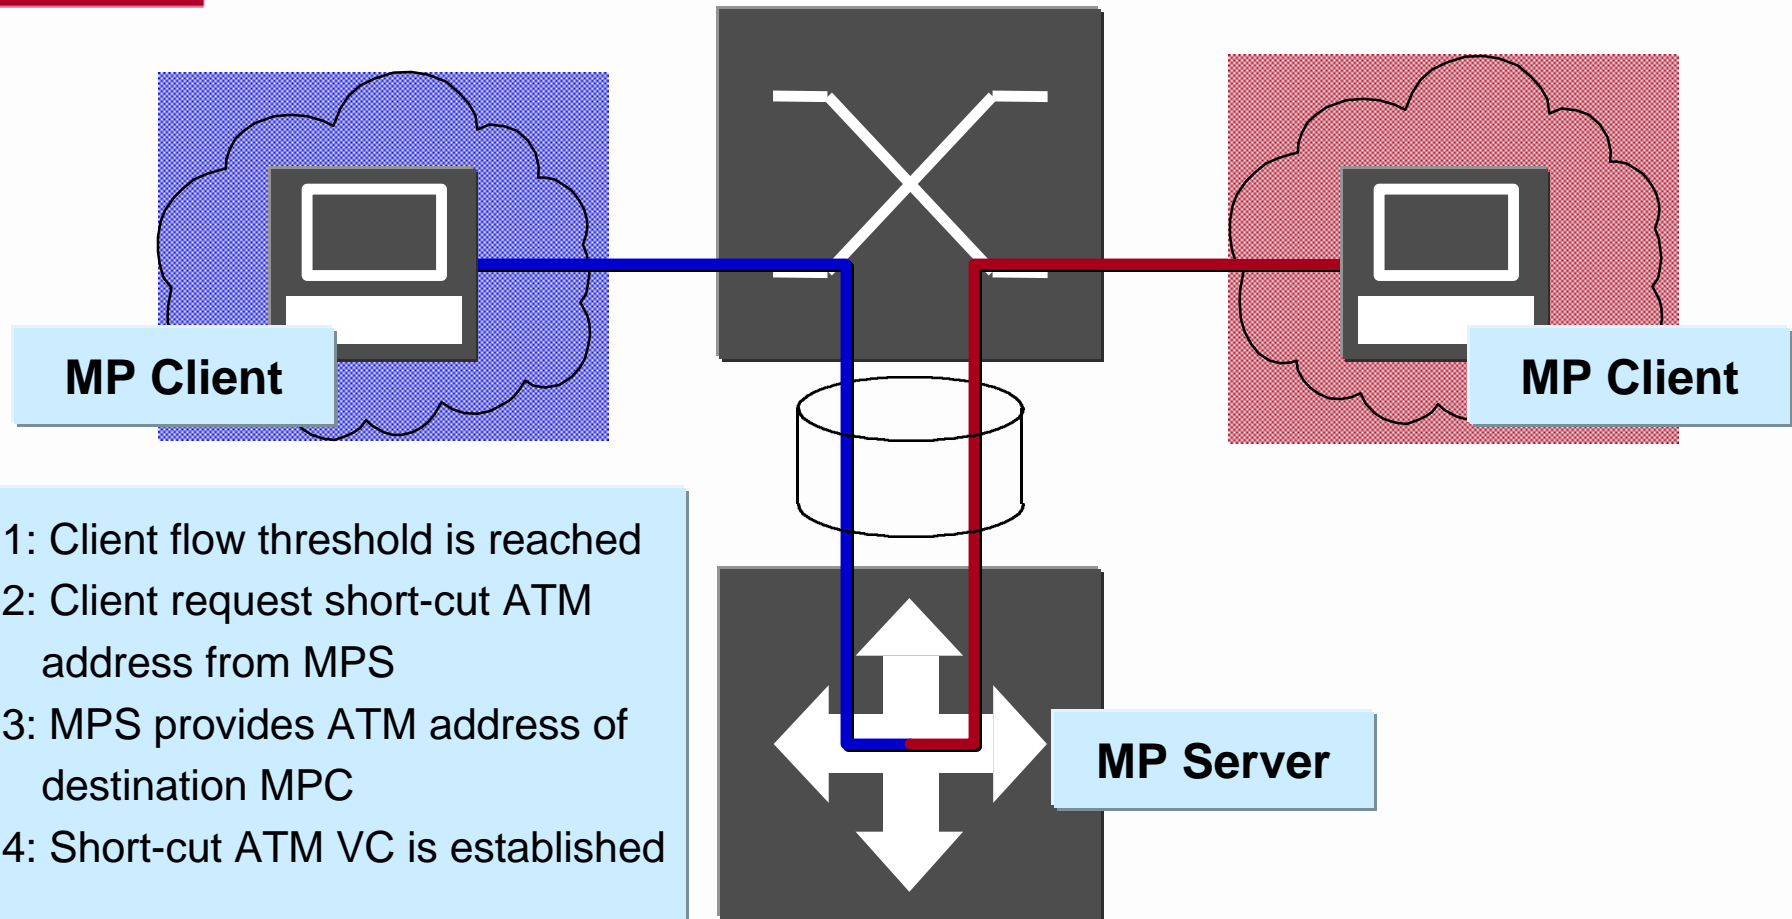 MP Client
MP Client
1: Client flow threshold is reached
2: Client request short-cut ATM
address from MPS
3: MPS provides ATM address of
destination MPC
4: Short-cut ATM VC is established
MP Server